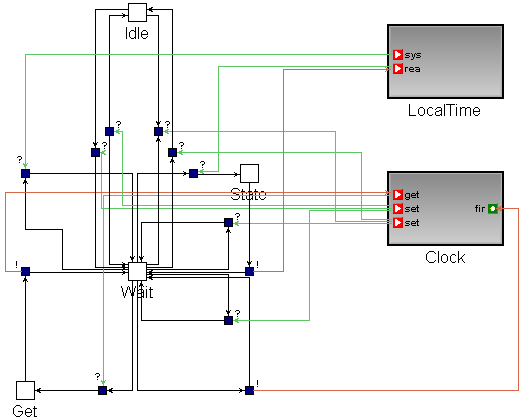 Idle
sys
rea
LocalTime
?
?
?
?
?
?
State
get
set
set
fir
Clock
?
!
!
Wait
?
?
!
Get